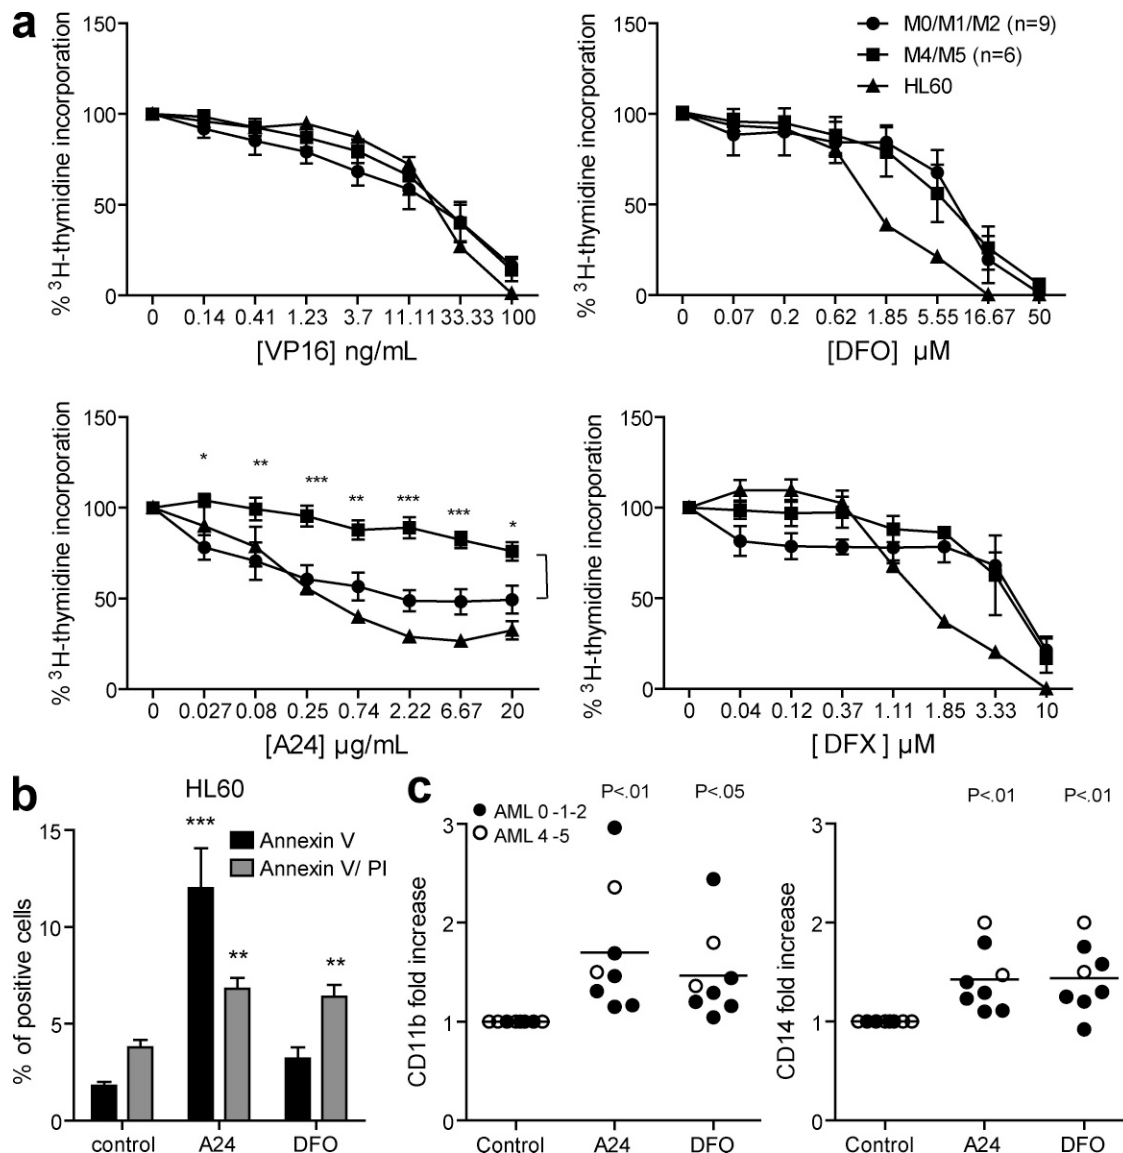 a
% ³H-thymidine incorporation
150
100
50
0
0 0.14 0.41 1.23 3.7 11.11 33.33 100
[VP16] ng/mL
% ³H-thymidine incorporation
150
100
50
0
0 0.07 0.2 0.62 1.85 5.55 16.67 50
[DFO] µM
M0/M1/M2 (n=9)
M4/M5 (n=6)
HL60
% ³H-thymidine incorporation
150
100
50
0
* ** *** ** *** *** *
0 0.027 0.08 0.25 0.74 2.22 6.67 20
[A24] µg/mL
% ³H-thymidine incorporation
150
100
50
0
0 0.04 0.12 0.37 1.11 1.85 3.33 10
[DFX] µM
b
HL60
% of positive cells
15
10
5
0
***
** **
Annexin V
Annexin V/ PI
control A24 DFO
c
AML 0-1-2
AML 4-5
P<.01 P<.05
CD11b fold increase
3
2
1
0
Control A24 DFO
P<.01 P<.01
CD14 fold increase
3
2
1
0
Control A24 DFO